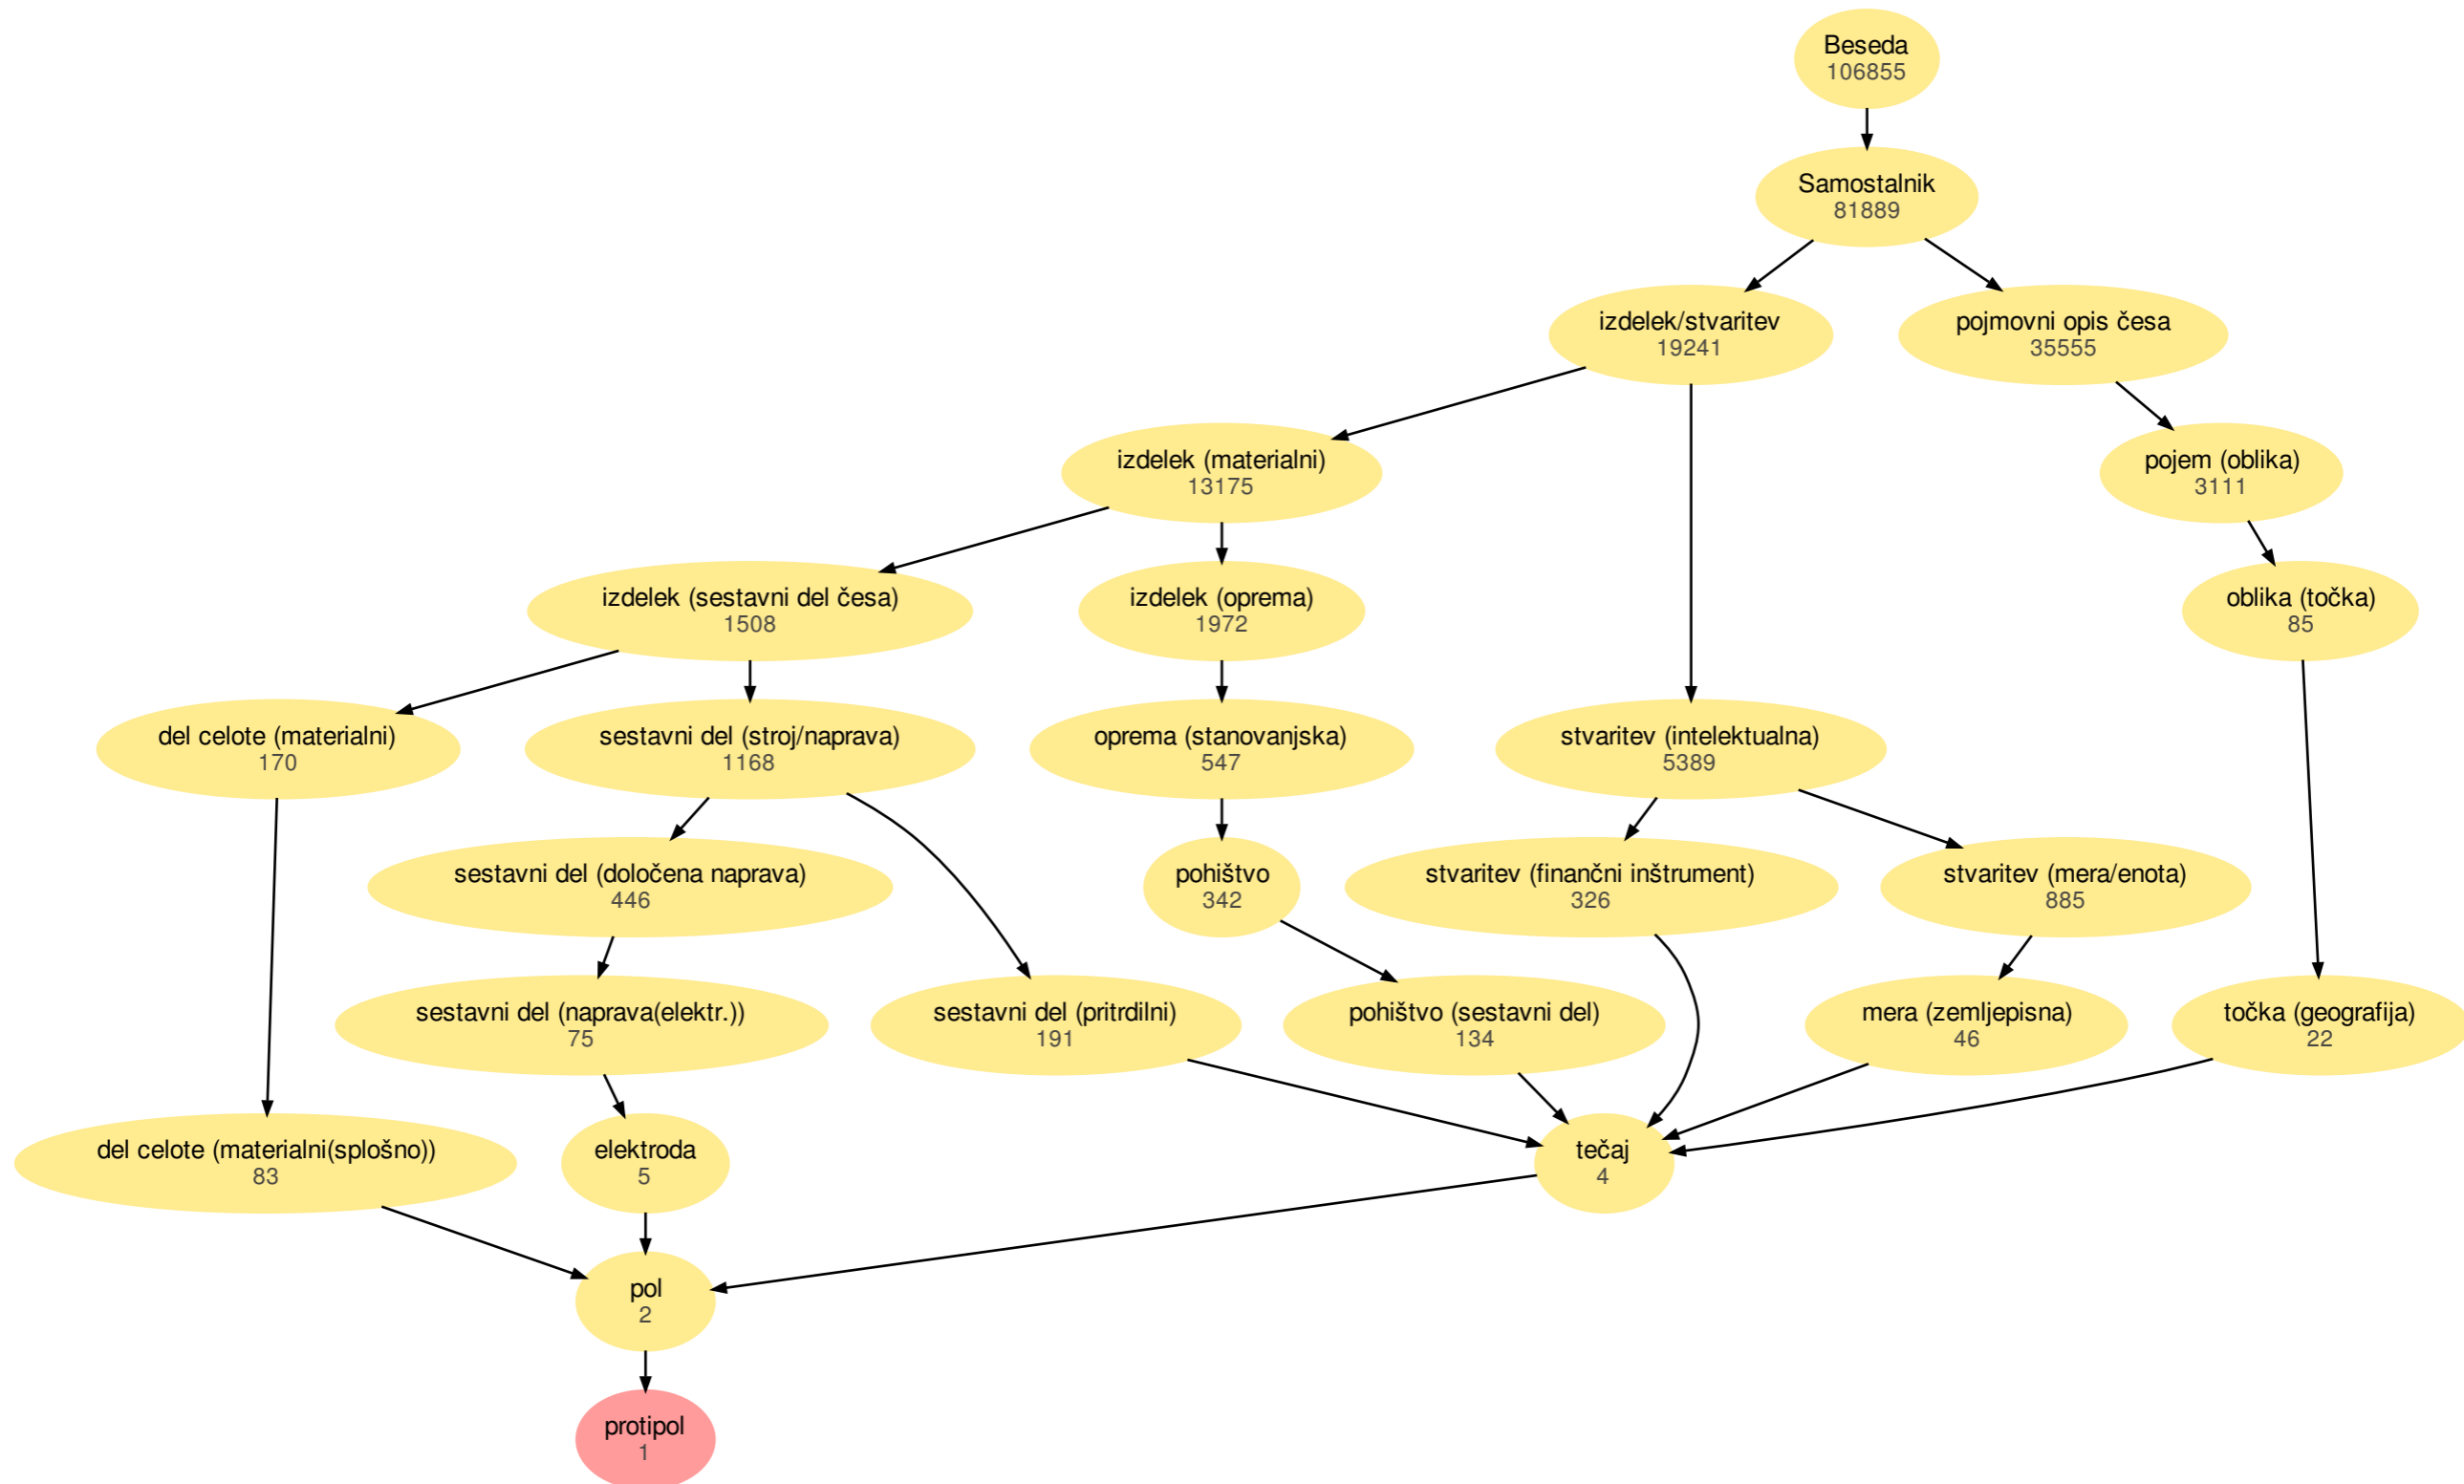 Beseda
106855
Samostalnik
81889
izdelek/stvaritev
19241
pojmovni opis česa
35555
izdelek (materialni)
13175
pojem (oblika)
3111
izdelek (sestavni del česa)
1508
izdelek (oprema)
1972
oblika (točka)
85
del celote (materialni)
170
sestavni del (stroj/naprava)
1168
oprema (stanovanjska)
547
stvaritev (intelektualna)
5389
sestavni del (določena naprava)
446
pohištvo
342
stvaritev (finančni inštrument)
326
stvaritev (mera/enota)
885
sestavni del (naprava(elektr.))
75
sestavni del (pritrdilni)
191
pohištvo (sestavni del)
134
mera (zemljepisna)
46
točka (geografija)
22
del celote (materialni(splošno))
83
elektroda
5
tečaj
4
pol
2
protipol
1